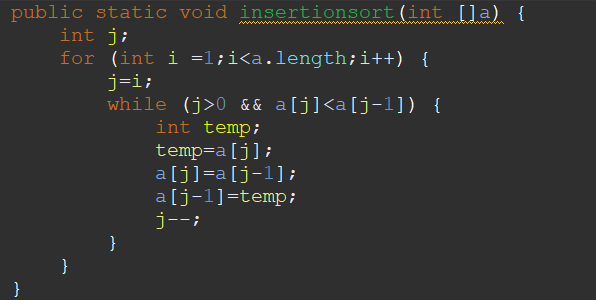 public static void insertionsort(int []a) {
    int j;
    for (int i =1;i<a.length;i++) {
        j=i;
        while (j>0 && a[j]<a[j-1]) {
            int temp;
            temp=a[j];
            a[j]=a[j-1];
            a[j-1]=temp;
            j--;
        }
    }
}